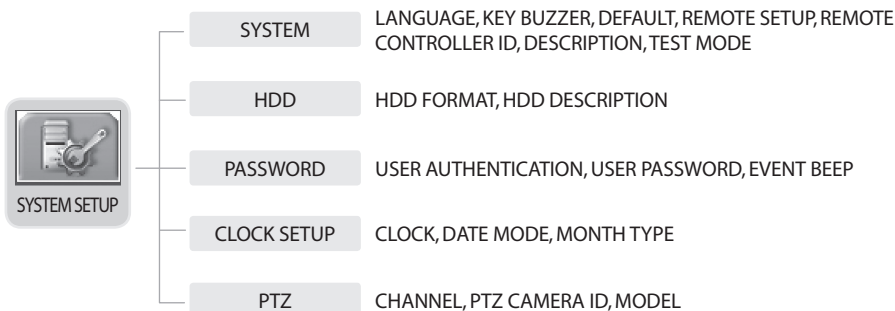 SYSTEM
LANGUAGE, KEY BUZZER, DEFAULT, REMOTE SETUP, REMOTE
CONTROLLER ID, DESCRIPTION, TEST MODE
HDD
HDD FORMAT, HDD DESCRIPTION
SYSTEM SETUP
PASSWORD
USER AUTHENTICATION, USER PASSWORD, EVENT BEEP
CLOCK SETUP
CLOCK, DATE MODE, MONTH TYPE
PTZ
CHANNEL, PTZ CAMERA ID, MODEL